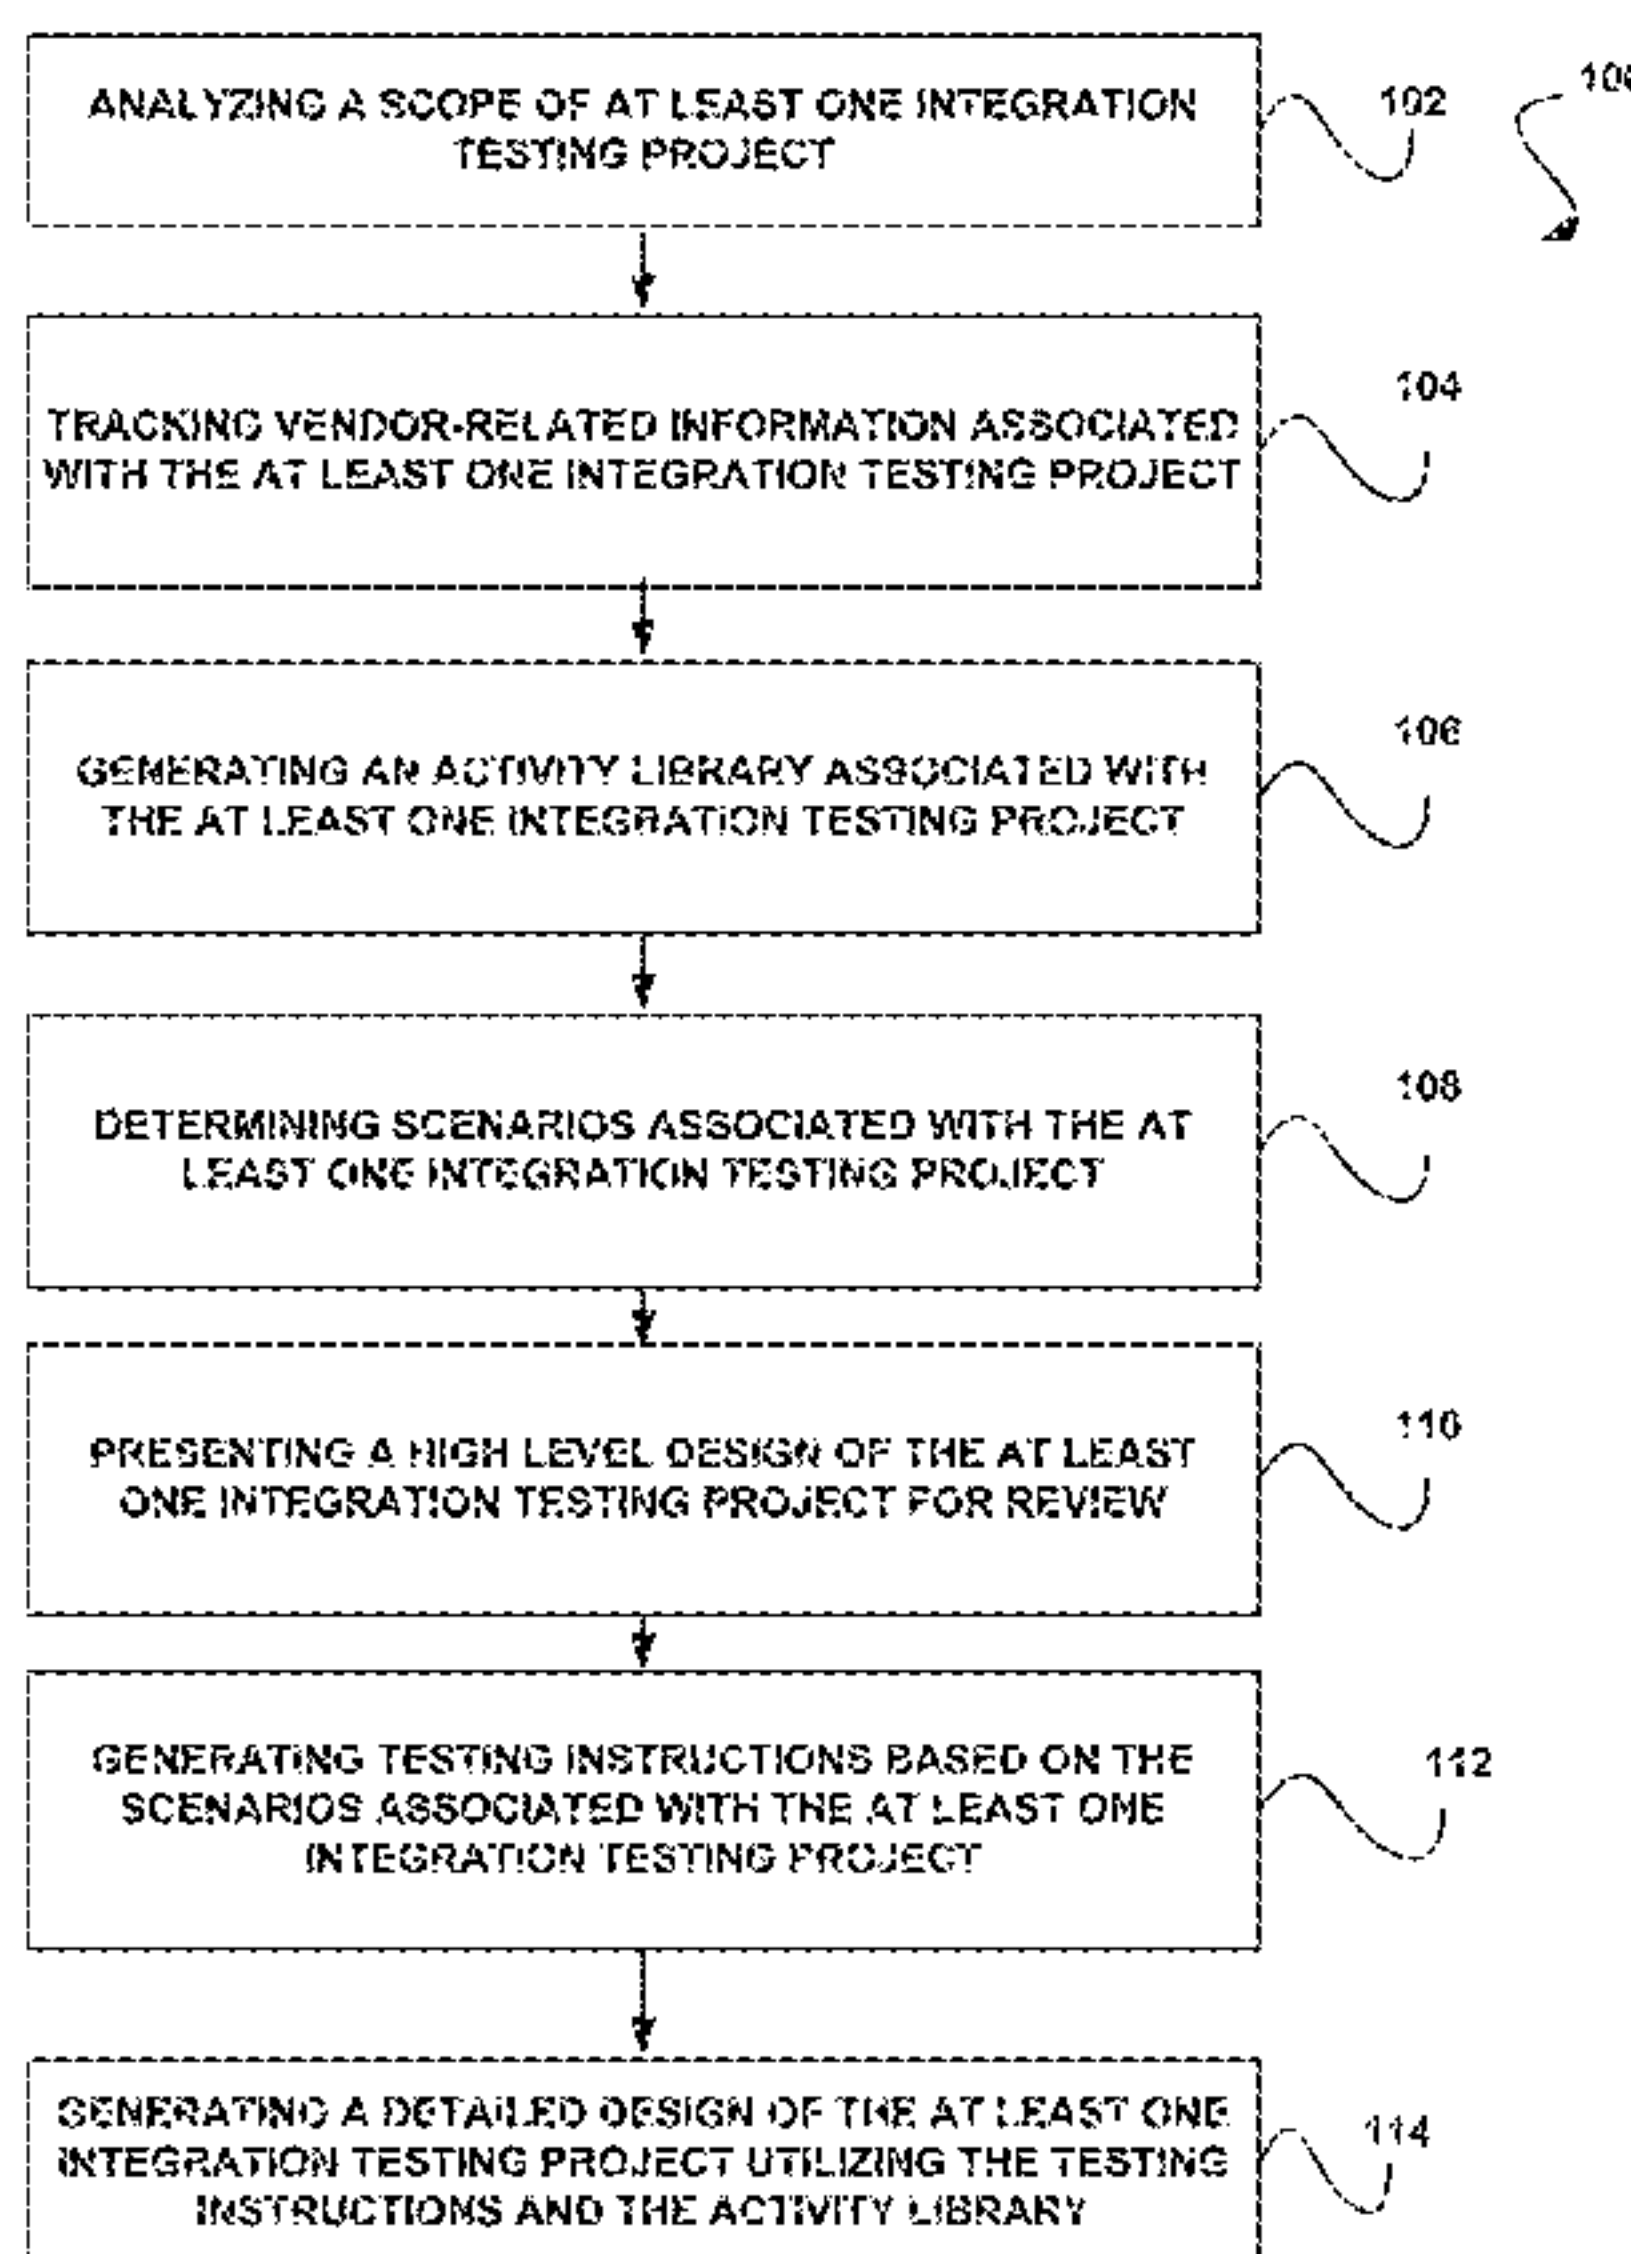 ANALYZING A SCOPE OF AT LEAST ONE INTEGRATION
TESTING PROJECT
102
TRACKING VENDOR-RELATED INFORMATION ASSOCIATED
WITH THE AT LEAST ONE INTEGRATION TESTING PROJECT
104
GENERATING AN ACTIVITY LIBRARY ASSOCIATED WITH
THE AT LEAST ONE INTEGRATION TESTING PROJECT
106
DETERMINING SCENARIOS ASSOCIATED WITH THE AT
LEAST ONE INTEGRATION TESTING PROJECT
108
PRESENTING A HIGH LEVEL DESIGN OF THE AT LEAST
ONE INTEGRATION TESTING PROJECT FOR REVIEW
110
GENERATING TESTING INSTRUCTIONS BASED ON THE
SCENARIOS ASSOCIATED WITH THE AT LEAST ONE
INTEGRATION TESTING PROJECT
112
GENERATING A DETAILED DESIGN OF THE AT LEAST ONE
INTEGRATION TESTING PROJECT UTILIZING THE TESTING
INSTRUCTIONS AND THE ACTIVITY LIBRARY
114